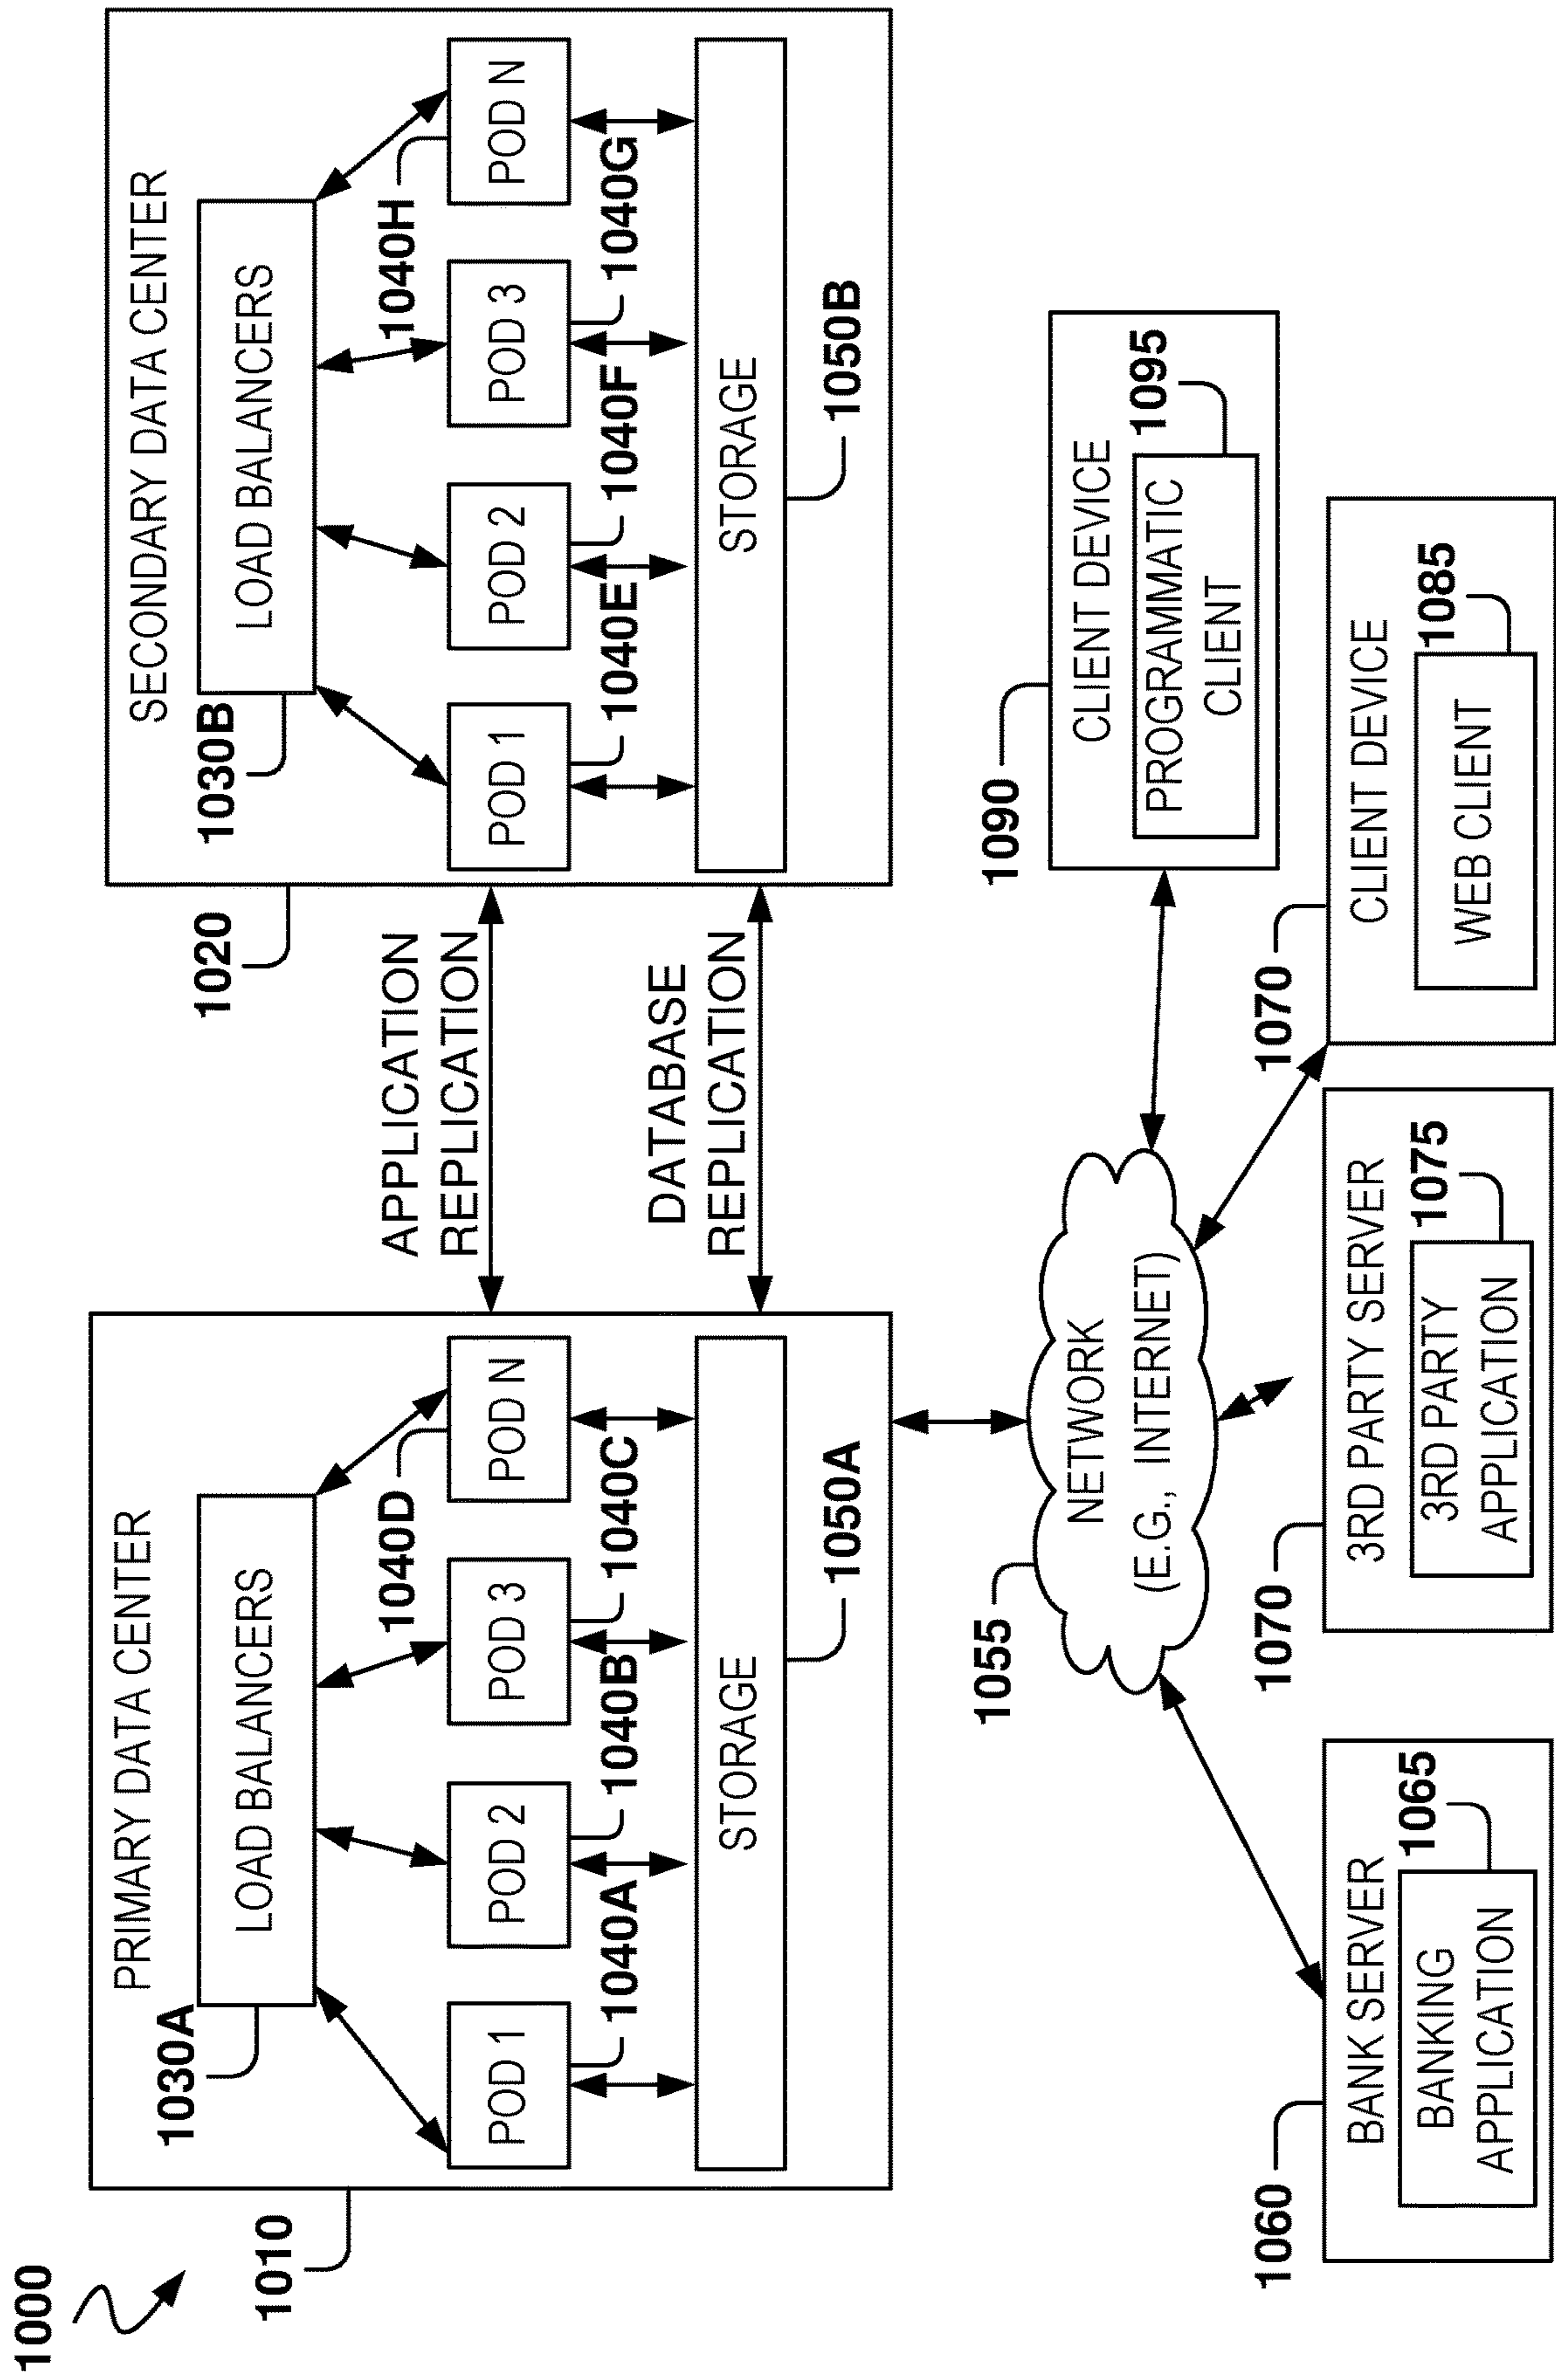 1000
1010
PRIMARY DATA CENTER
1030A
LOAD BALANCERS
1040D
POD 1
POD 2
POD 3
POD N
1040A
1040B
1040C
STORAGE
1050A
APPLICATION
REPLICATION
DATABASE
REPLICATION
1020
SECONDARY DATA CENTER
1030B
LOAD BALANCERS
1040H
POD 1
POD 2
POD 3
POD N
1040E
1040F
1040G
STORAGE
1050B
1055
NETWORK
(E.G., INTERNET)
1090
CLIENT DEVICE
1095
PROGRAMMATIC
CLIENT
1060
BANK SERVER
1065
BANKING
APPLICATION
1070
3RD PARTY SERVER
1075
3RD PARTY
APPLICATION
1070
CLIENT DEVICE
1085
WEB CLIENT